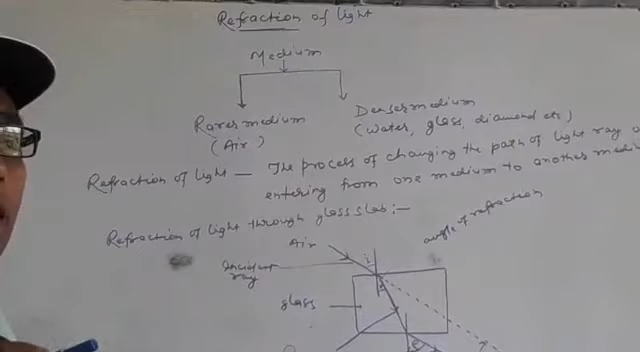 Refraction of light
Medium
Rarer medium
(Air)
Denser medium
(Water, glass, diamond etc)
Refraction of light — The process of changing the path of light ray
entering from one medium to another
Refraction of light through glass slab:—
Air
angle of refraction
Incident
ray
i
r
glass
e